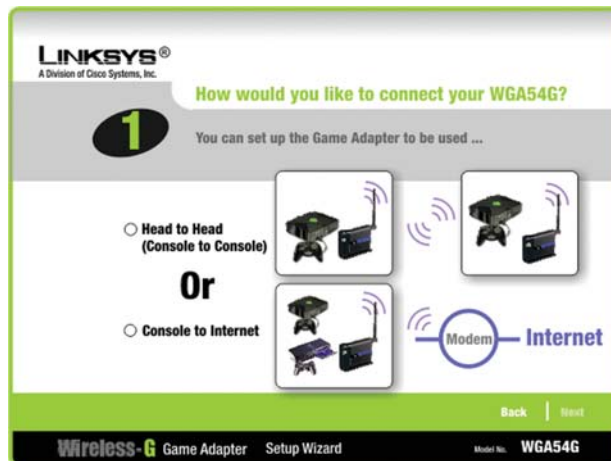 LINKSYS®
A Division of Cisco Systems, Inc.
How would you like to connect your WGA54G?
1
You can set up the Game Adapter to be used ...
Head to Head
(Console to Console)
Or
Console to Internet
Modem
Internet
Back | Next
Wireless-G Game Adapter Setup Wizard Model No. WGA54G